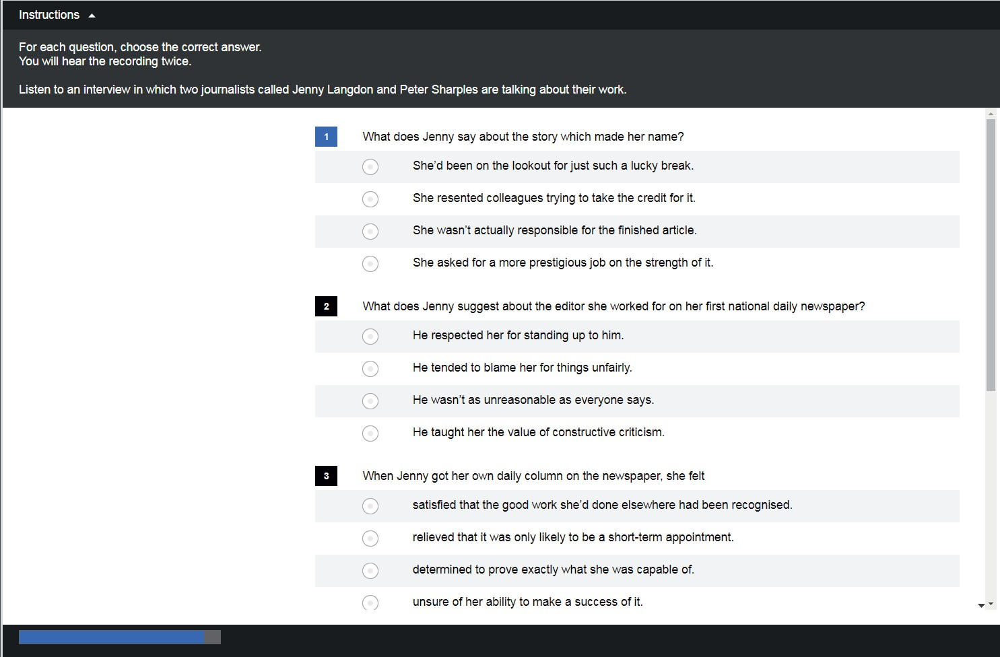 Instructions
For each question, choose the correct answer.
You will hear the recording twice.
Listen to an interview in which two journalists called Jenny Langdon and Peter Sharples are talking about their work.
1 What does Jenny say about the story which made her name?
She'd been on the lookout for just such a lucky break.
She resented colleagues trying to take the credit for it.
She wasn't actually responsible for the finished article.
She asked for a more prestigious job on the strength of it.
2 What does Jenny suggest about the editor she worked for on her first national daily newspaper?
He respected her for standing up to him.
He tended to blame her for things unfairly.
He wasn't as unreasonable as everyone says.
He taught her the value of constructive criticism.
3 When Jenny got her own daily column on the newspaper, she felt
satisfied that the good work she'd done elsewhere had been recognised.
relieved that it was only likely to be a short-term appointment.
determined to prove exactly what she was capable of.
unsure of her ability to make a success of it.